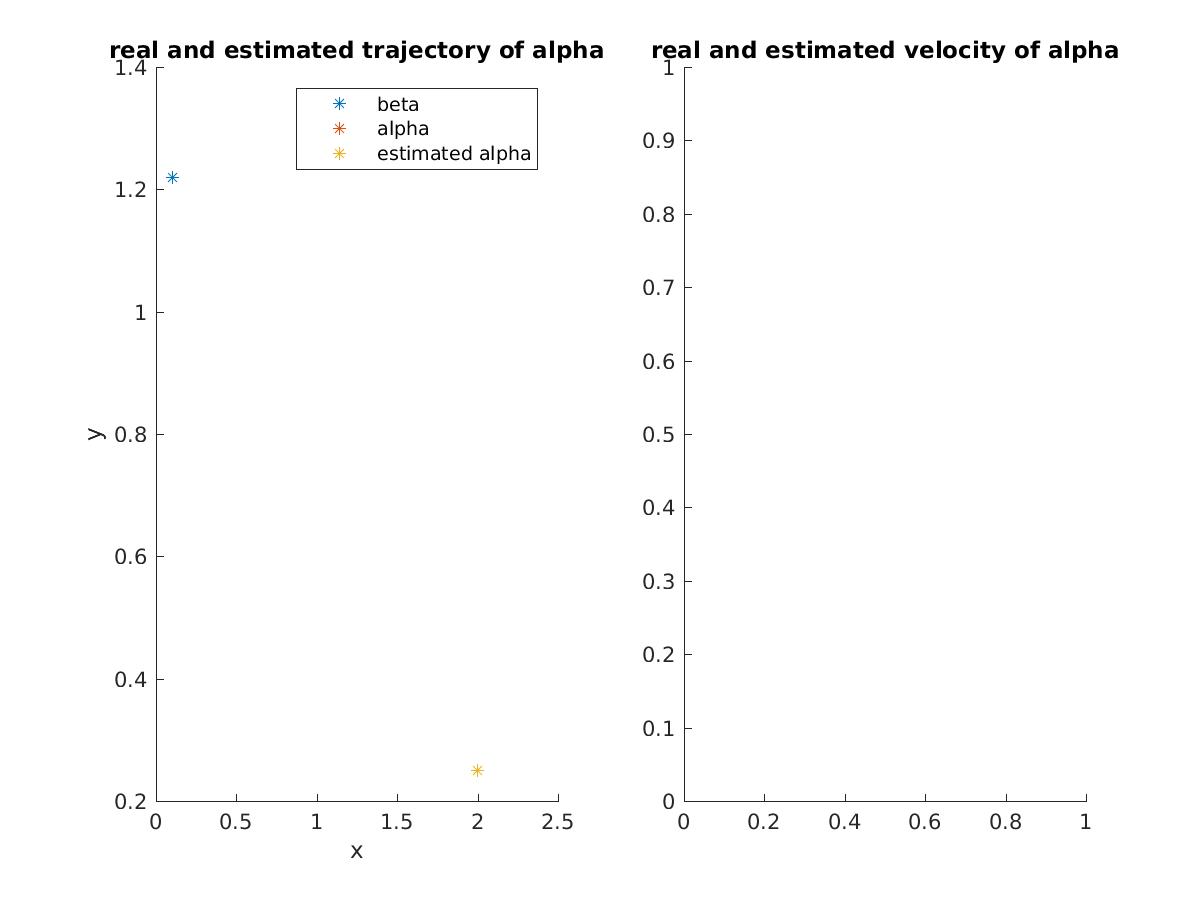 real and estimated trajectory of alpha
1.4
1.2
1
0.8
0.6
0.4
0.2
y
beta
alpha
estimated alpha
0 0.5 1 1.5 2 2.5
x
real and estimated velocity of alpha
1
0.9
0.8
0.7
0.6
0.5
0.4
0.3
0.2
0.1
0
0 0.2 0.4 0.6 0.8 1